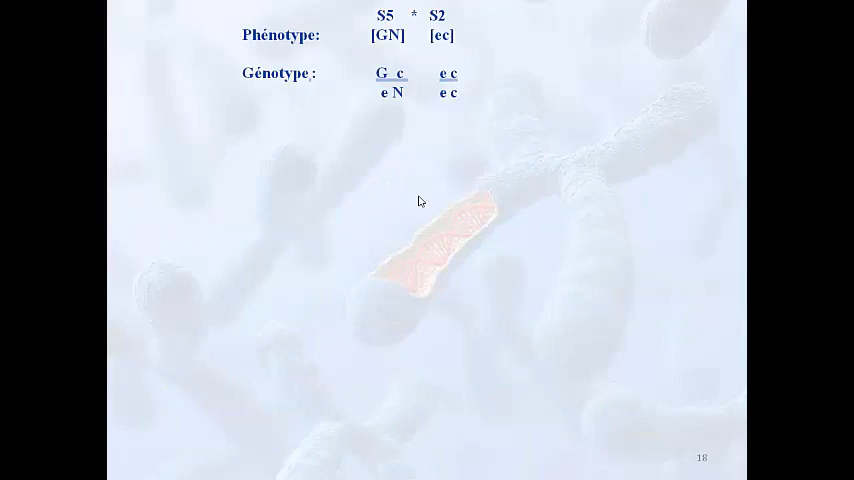 S5 * S2
Phénotype: [GN] [ec]
Génotype : G c e c
e N e c
18